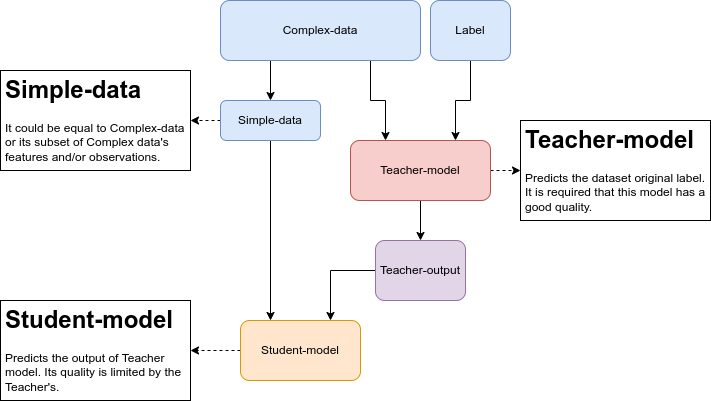 Complex-data
Label
Simple-data
It could be equal to Complex-data
or its subset of Complex data's
features and/or observations.
Simple-data
Teacher-model
Teacher-model
Predicts the dataset original label.
It is required that this model has a
good quality.
Teacher-output
Student-model
Predicts the output of Teacher
model. Its quality is limited by the
Teacher's.
Student-model